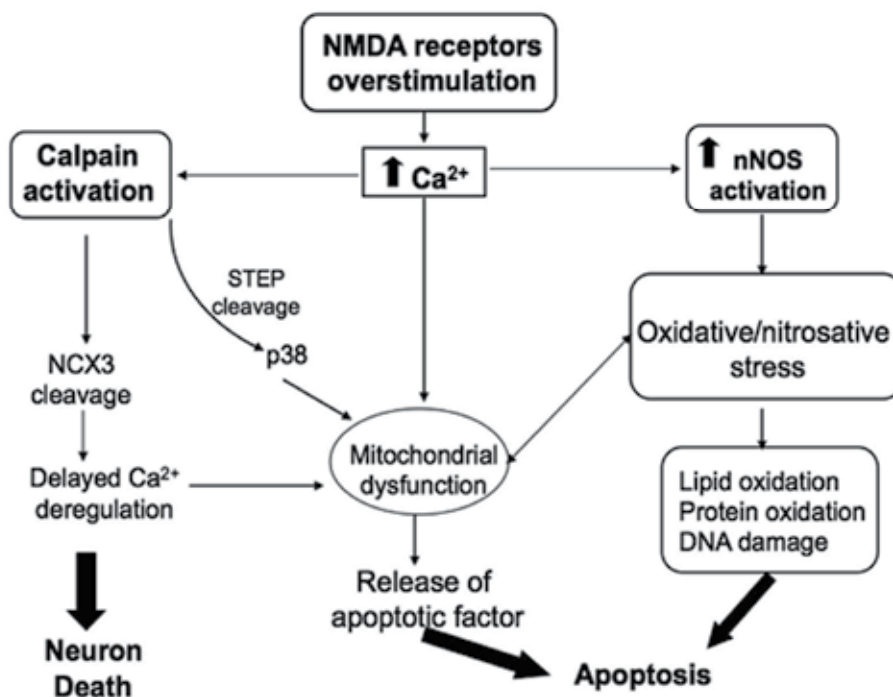 NMDA receptors
overstimulation
Calpain
activation
Ca²⁺
nNOS
activation
STEP
cleavage
p38
NCX3
cleavage
Delayed Ca²⁺
deregulation
Mitochondrial
dysfunction
Oxidative/nitrosative
stress
Lipid oxidation
Protein oxidation
DNA damage
Release of
apoptotic factor
Neuron
Death
Apoptosis